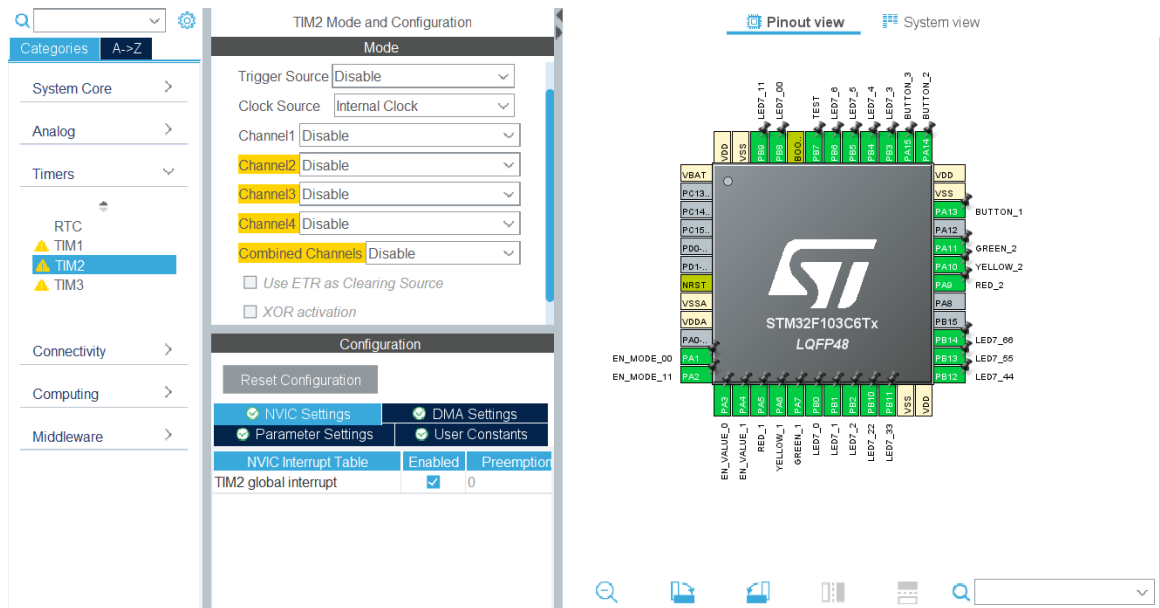 Categories
A->Z
System Core
Analog
Timers
RTC
TIM1
TIM2
TIM3
Connectivity
Computing
Middleware
TIM2 Mode and Configuration
Mode
Trigger Source Disable
Clock Source Internal Clock
Channel1 Disable
Channel2 Disable
Channel3 Disable
Channel4 Disable
Combined Channels Disable
Use ETR as Clearing Source
XOR activation
Configuration
Reset Configuration
NVIC Settings DMA Settings
Parameter Settings User Constants
NVIC Interrupt Table Enabled Preemption
TIM2 global interrupt 0
Pinout view System view
LED7_11
LED7_00
TEST
LED7_6
LED7_5
LED7_4
LED7_3
BUTTON_3
BUTTON_2
VDD
VSS
PB9
PB8
BOO..
PB7
PB6
PB5
PB4
PB3
PA15
PA14
VBAT
PC13..
PC14..
PC15..
PD0-..
PD1-..
NRST
VSSA
VDDA
PA0-..
EN_MODE_00 PA1
EN_MODE_11 PA2
STM32F103C6Tx
LQFP48
VDD
VSS
PA13 BUTTON_1
PA12
PA11 GREEN_2
PA10 YELLOW_2
PA9 RED_2
PA8
PB15
PB14 LED7_66
PB13 LED7_55
PB12 LED7_44
PA3
PA4
PA5
PA6
PA7
PB0
PB1
PB2
PB10
PB11
VSS
VDD
EN_VALUE_0
EN_VALUE_1
RED_1
YELLOW_1
GREEN_1
LED7_0
LED7_1
LED7_2
LED7_22
LED7_33